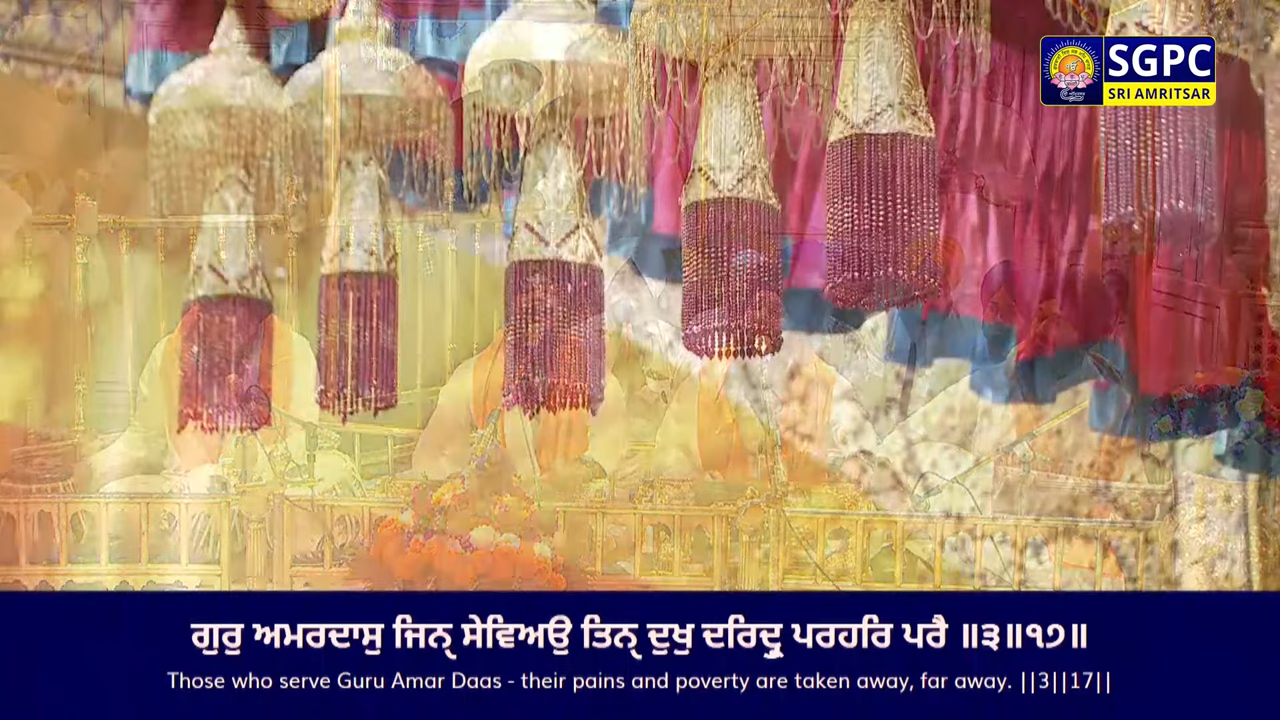 SGPC
SRI AMRITSAR
ਗੁਰੁ ਅਮਰਦਾਸੁ ਜਿਨੑ ਸੇਵਿਅਉ ਤਿਨੑ ਦੁਖੁ ਦਰਿਦ੍ਰੁ ਪਰਹਰਿ ਪਰੈ ॥੩॥੧੭॥
Those who serve Guru Amar Daas - their pains and poverty are taken away, far away. ||3||17||